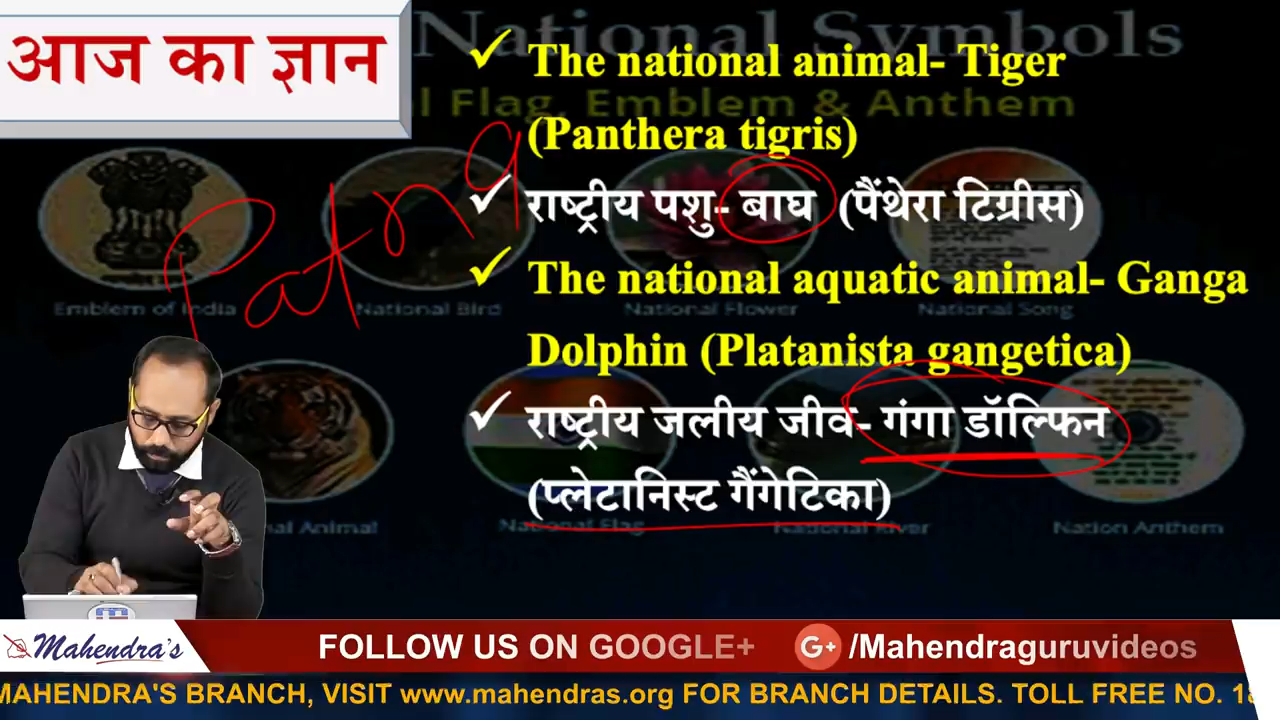 आज का ज्ञान
National Symbols
l Flag, Emblem & Anthem
✓ The national animal- Tiger
(Panthera tigris)
✓ राष्ट्रीय पशु- बाघ (पैंथेरा टिग्रीस)
✓ The national aquatic animal- Ganga
Dolphin (Platanista gangetica)
✓ राष्ट्रीय जलीय जीव- गंगा डॉल्फिन
(प्लेटानिस्ट गैंगेटिका)
Patna
Emblem of India
National Bird
National Flower
National Song
nal Animal
National Flag
National River
Nation Anthem
Mahendra's
FOLLOW US ON GOOGLE+
G+ /Mahendraguruvideos
MAHENDRA'S BRANCH, VISIT www.mahendras.org FOR BRANCH DETAILS. TOLL FREE NO. 18